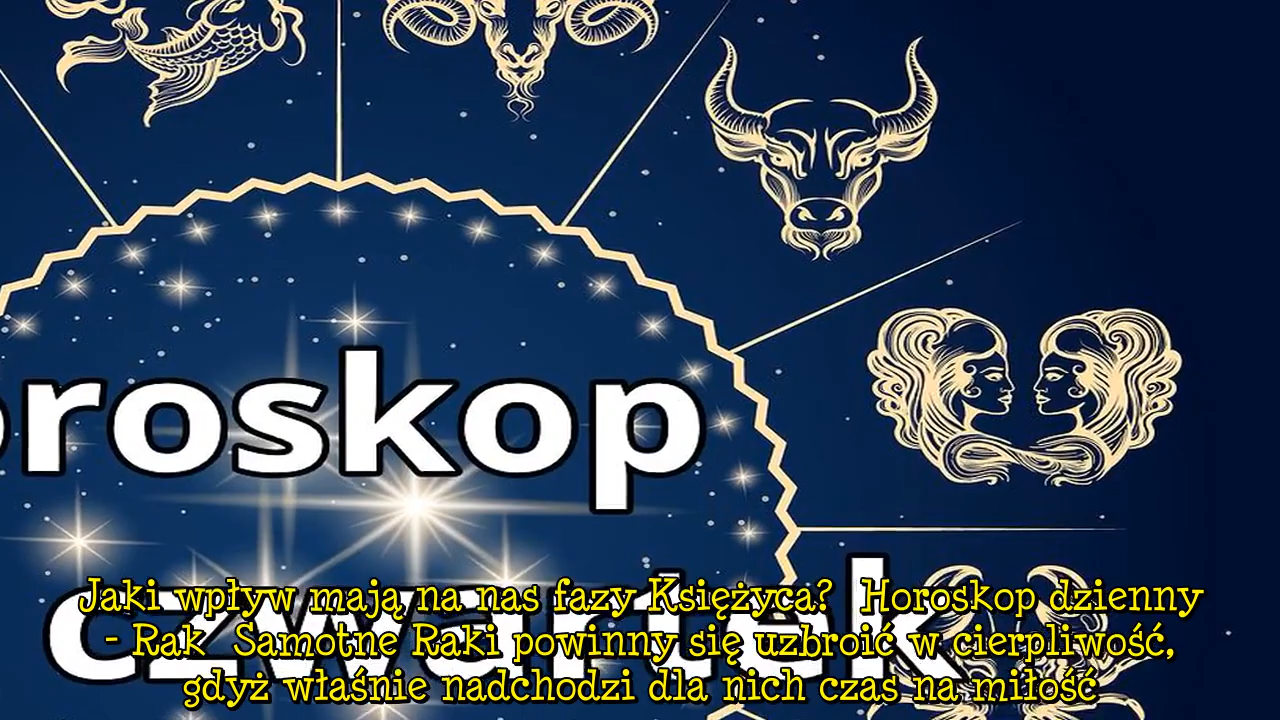 oroskop
czwartek
Jaki wpływ mają na nas fazy Księżyca?  Horoskop dzienny
- Rak  Samotne Raki powinny się uzbroić w cierpliwość,
gdyż właśnie nadchodzi dla nich czas na miłość